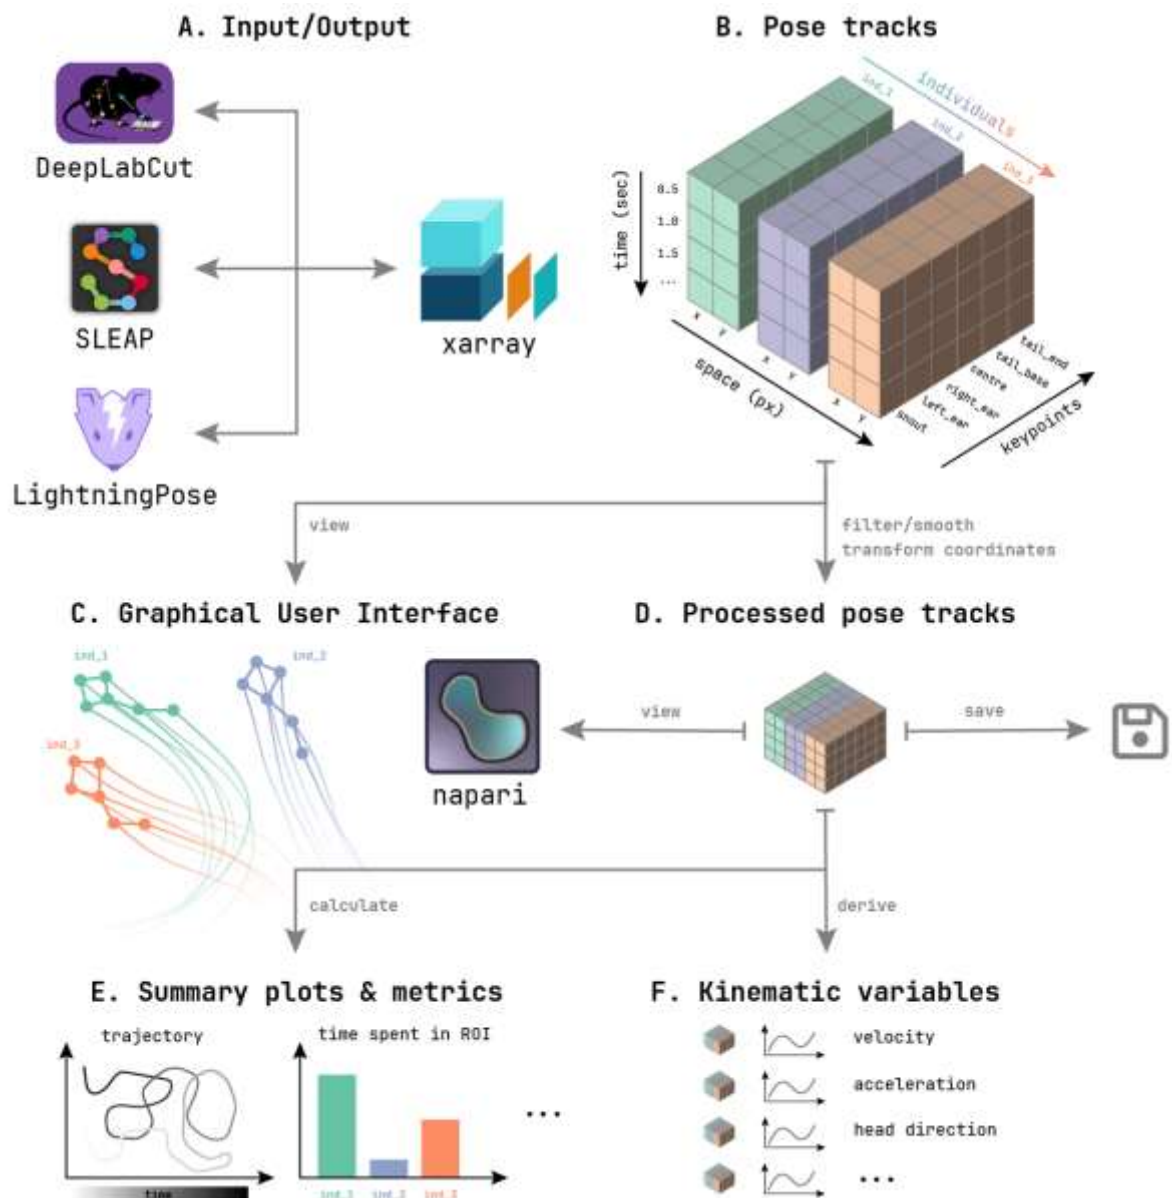 A. Input/Output
DeepLabCut
SLEAP
LightningPose
xarray
B. Pose tracks
individuals
ind_1
ind_2
ind_3
time (sec)
0.5
1.0
1.5
...
X Y
X Y
X Y
space (px)
snout
left_ear
right_ear
centre
tail_base
tail_end
keypoints
view
filter/smooth
transform coordinates
C. Graphical User Interface
ind_1
ind_2
ind_3
napari
D. Processed pose tracks
view
save
calculate
derive
E. Summary plots & metrics
trajectory
time
time spent in ROI
ind_1 ind_2 ind_3
...
F. Kinematic variables
velocity
acceleration
head direction
...